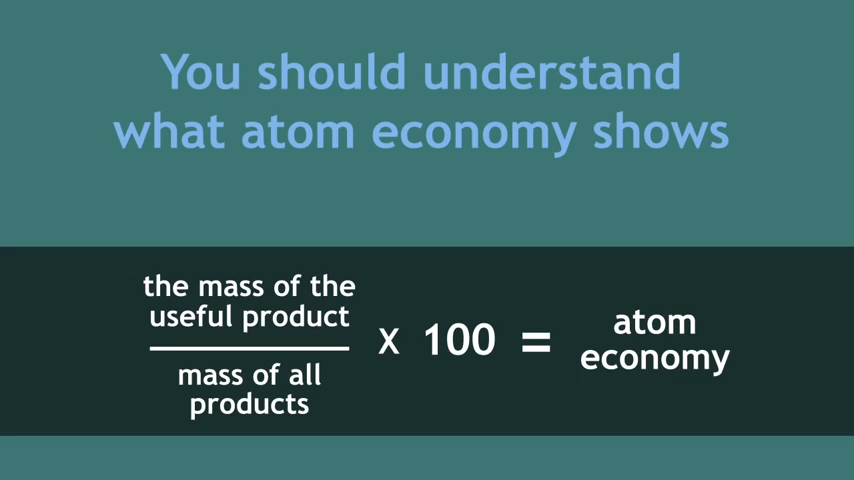 You should understand
what atom economy shows
the mass of the
useful product
mass of all
products
x 100 =
atom
economy